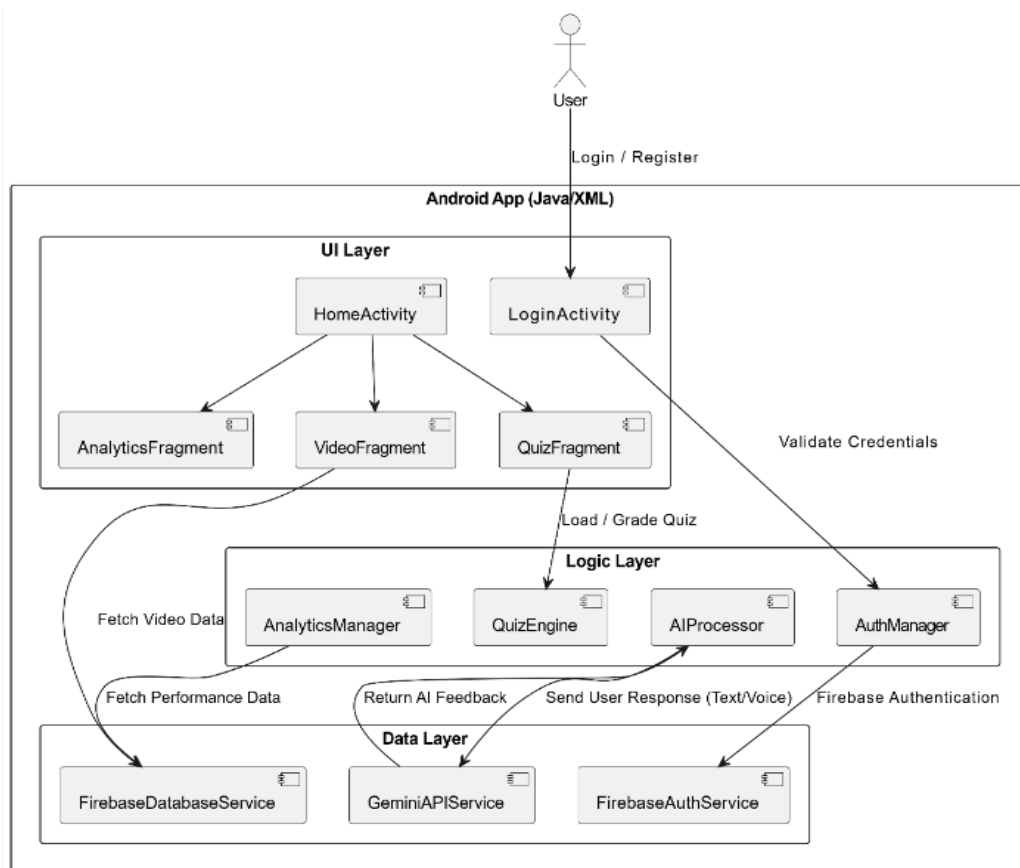 User
Login / Register
Android App (Java/XML)
UI Layer
HomeActivity
LoginActivity
AnalyticsFragment
VideoFragment
QuizFragment
Validate Credentials
Load / Grade Quiz
Logic Layer
Fetch Video Data
AnalyticsManager
QuizEngine
AIProcessor
AuthManager
Fetch Performance Data
Return AI Feedback
Send User Response (Text/Voice)
Firebase Authentication
Data Layer
FirebaseDatabaseService
GeminiAPIService
FirebaseAuthService